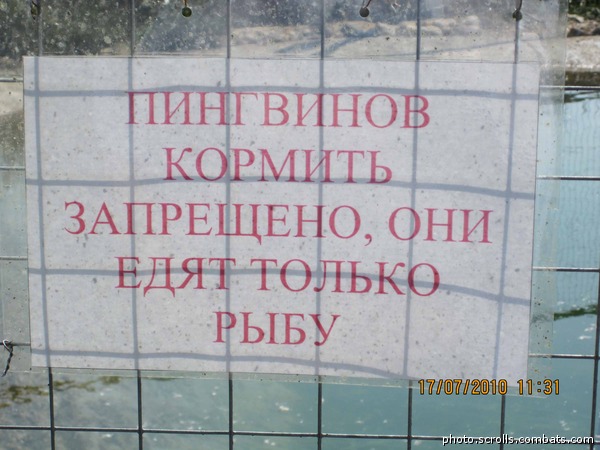 ПИНГВИНОВ
КОРМИТЬ
ЗАПРЕЩЕНО, ОНИ
ЕДЯТ ТОЛЬКО
РЫБУ
17/07/2010 11:31
photo.scrolls-combats.com